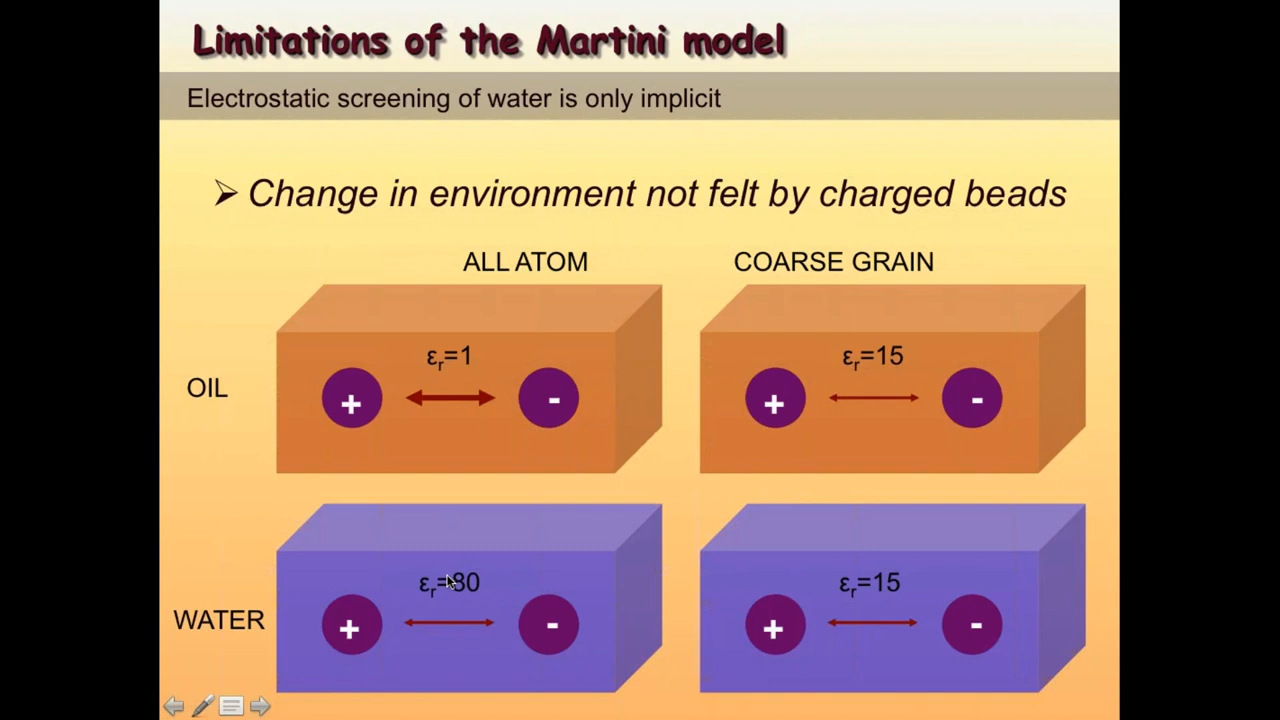 Limitations of the Martini model
Electrostatic screening of water is only implicit
➢ Change in environment not felt by charged beads
ALL ATOM COARSE GRAIN
OIL
εr=1 εr=15
+ - + -
WATER
εr=80 εr=15
+ - + -